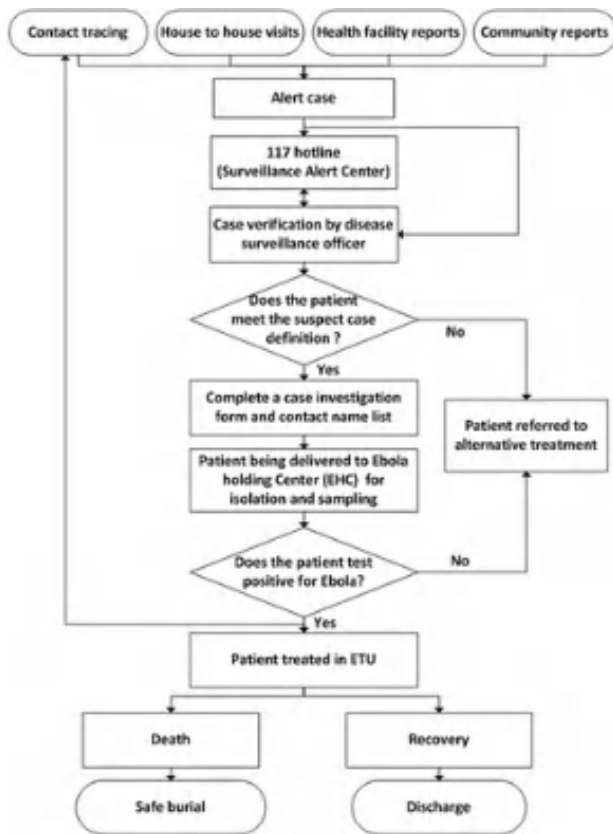 Contact tracing
House to house visits
Health facility reports
Community reports
Alert case
117 hotline
(Surveillance Alert Center)
Case verification by disease
surveillance officer
Does the patient
meet the suspect case
definition ?
No
Yes
Complete a case investigation
form and contact name list
Patient referred to
alternative treatment
Patient being delivered to Ebola
holding Center (EHC) for
isolation and sampling
Does the patient test
positive for Ebola?
No
Yes
Patient treated in ETU
Death
Recovery
Safe burial
Discharge